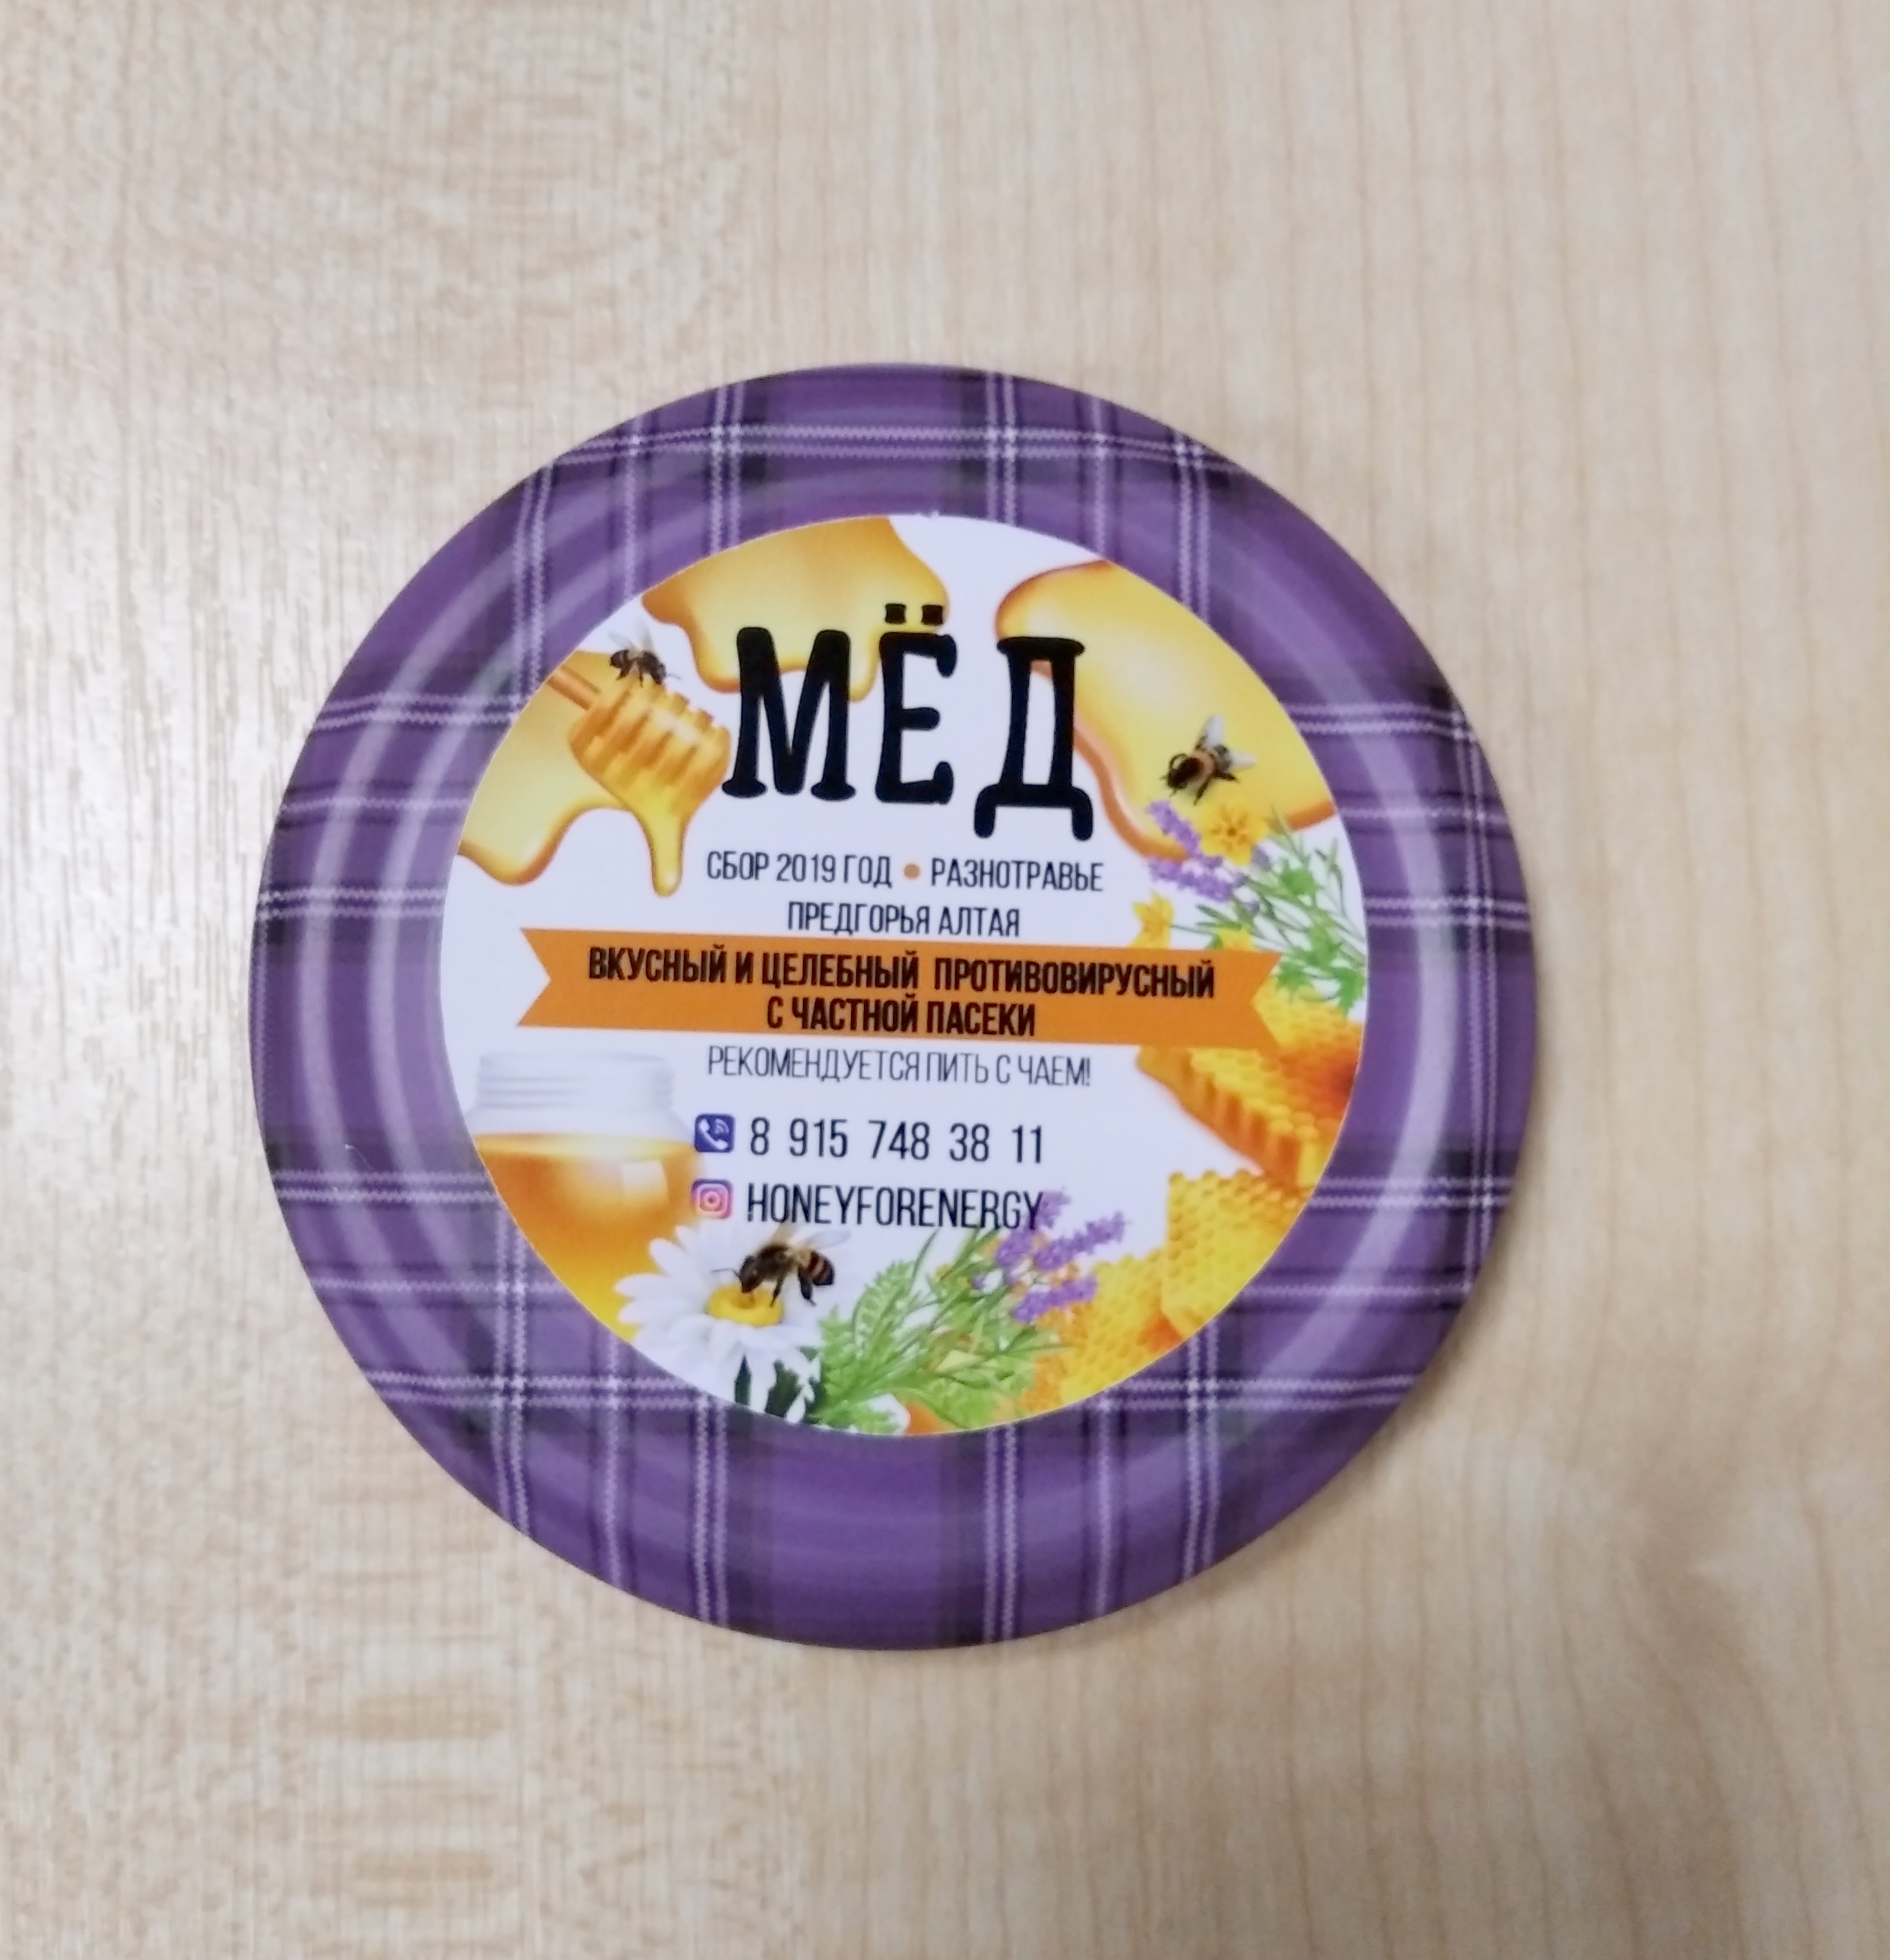 МЁД
СБОР 2019 ГОД • РАЗНОТРАВЬЕ
ПРЕДГОРЬЯ АЛТАЯ
ВКУСНЫЙ И ЦЕЛЕБНЫЙ ПРОТИВОВИРУСНЫЙ
С ЧАСТНОЙ ПАСЕКИ
РЕКОМЕНДУЕТСЯ ПИТЬ С ЧАЕМ!
8 915 748 38 11
HONEYFORENERGY